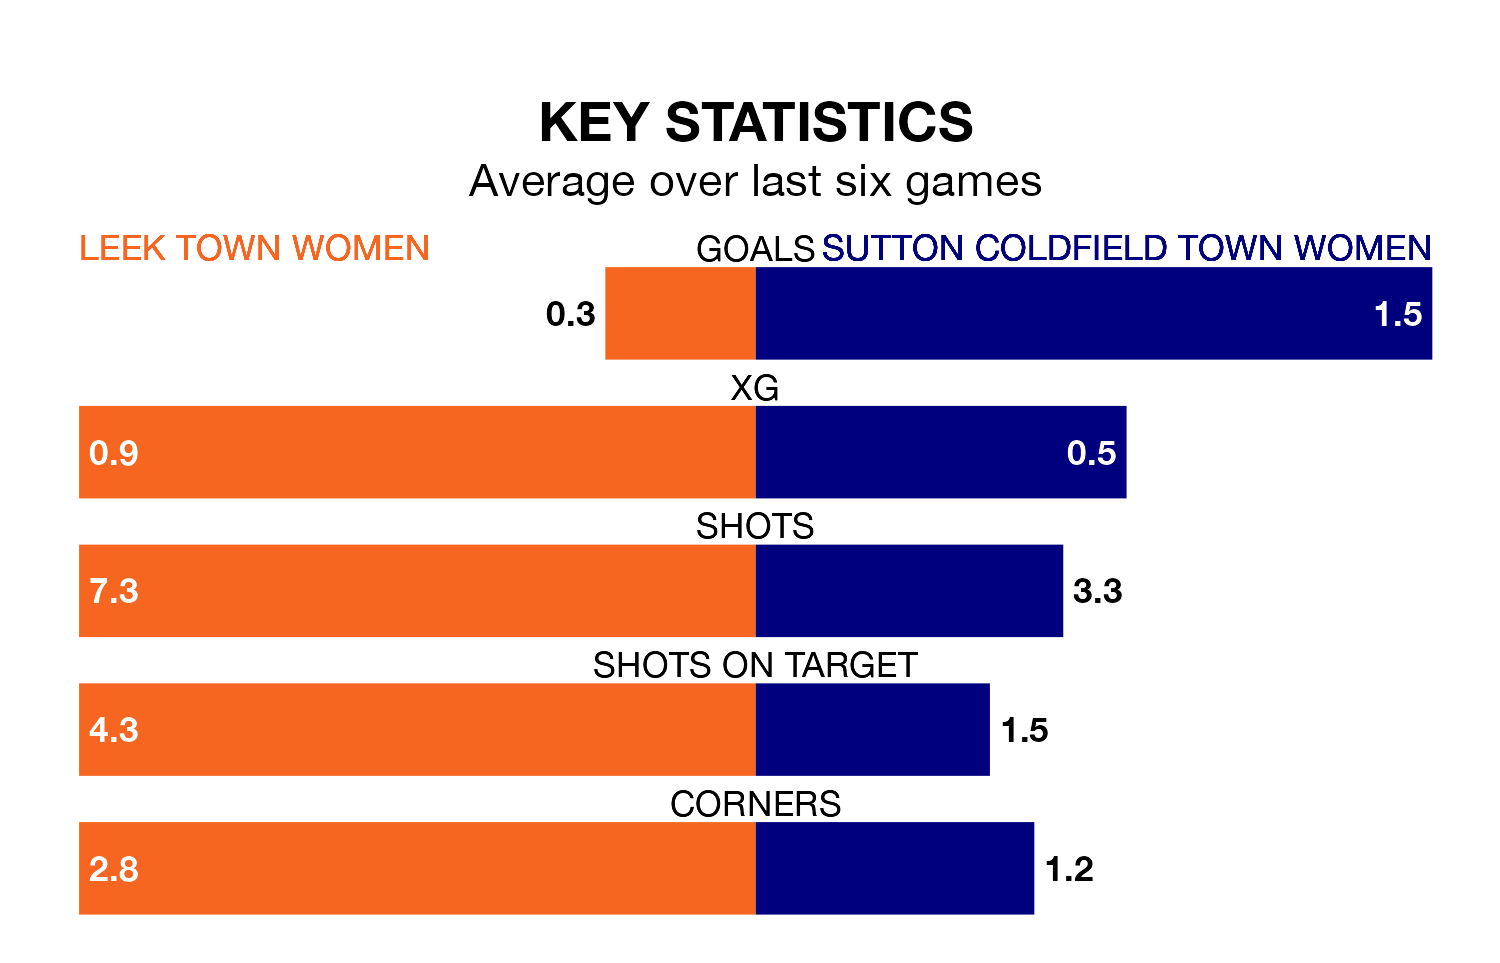 KEY STATISTICS
Average over last six games
LEEK TOWN WOMEN GOALS SUTTON COLDFIELD TOWN WOMEN
0.3 1.5
XG
0.9 0.5
SHOTS
7.3 3.3
SHOTS ON TARGET
4.3 1.5
CORNERS
2.8 1.2